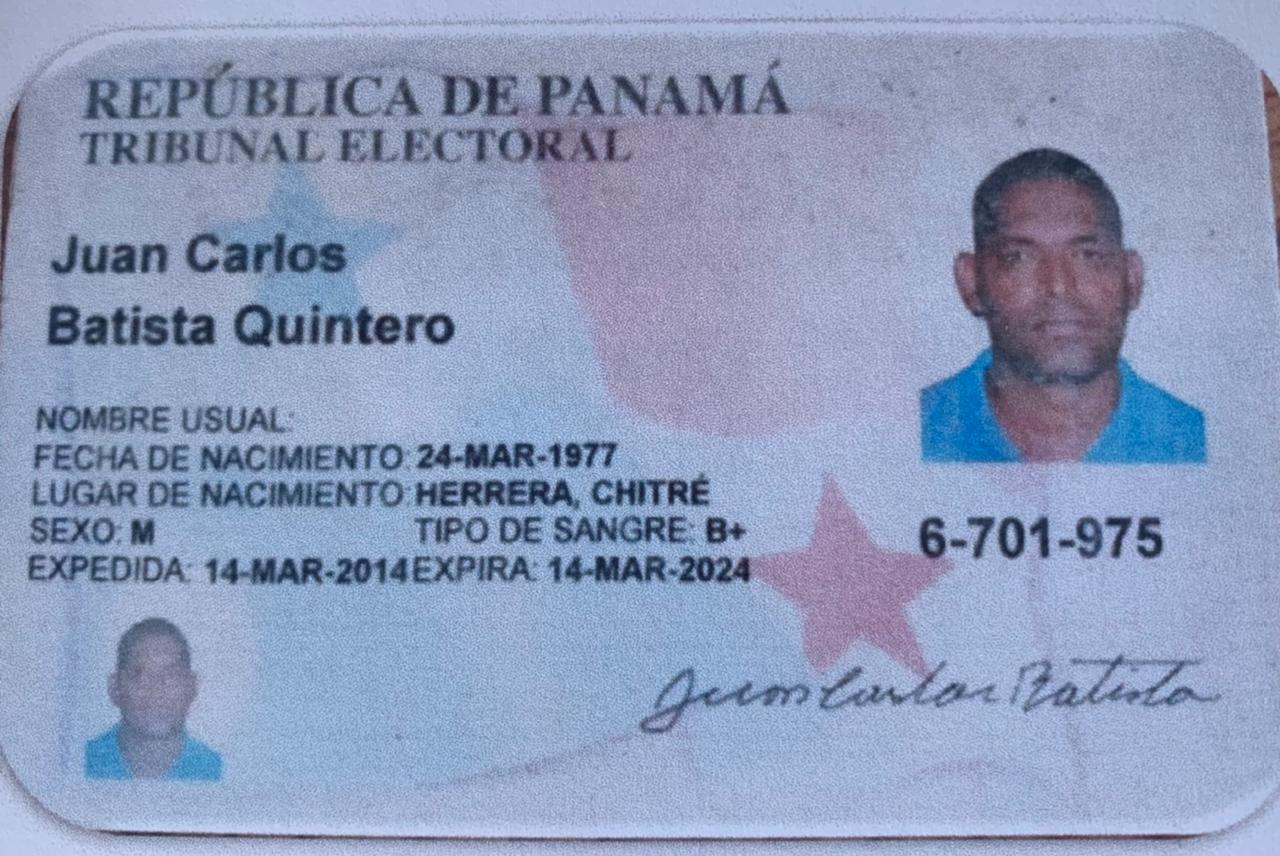 REPÚBLICA DE PANAMÁ
TRIBUNAL ELECTORAL
Juan Carlos
Batista Quintero
NOMBRE USUAL:
FECHA DE NACIMIENTO: 24-MAR-1977
LUGAR DE NACIMIENTO: HERRERA, CHITRÉ
SEXO: M TIPO DE SANGRE: B+
EXPEDIDA: 14-MAR-2014 EXPIRA: 14-MAR-2024
6-701-975
Juan Carlos Batista